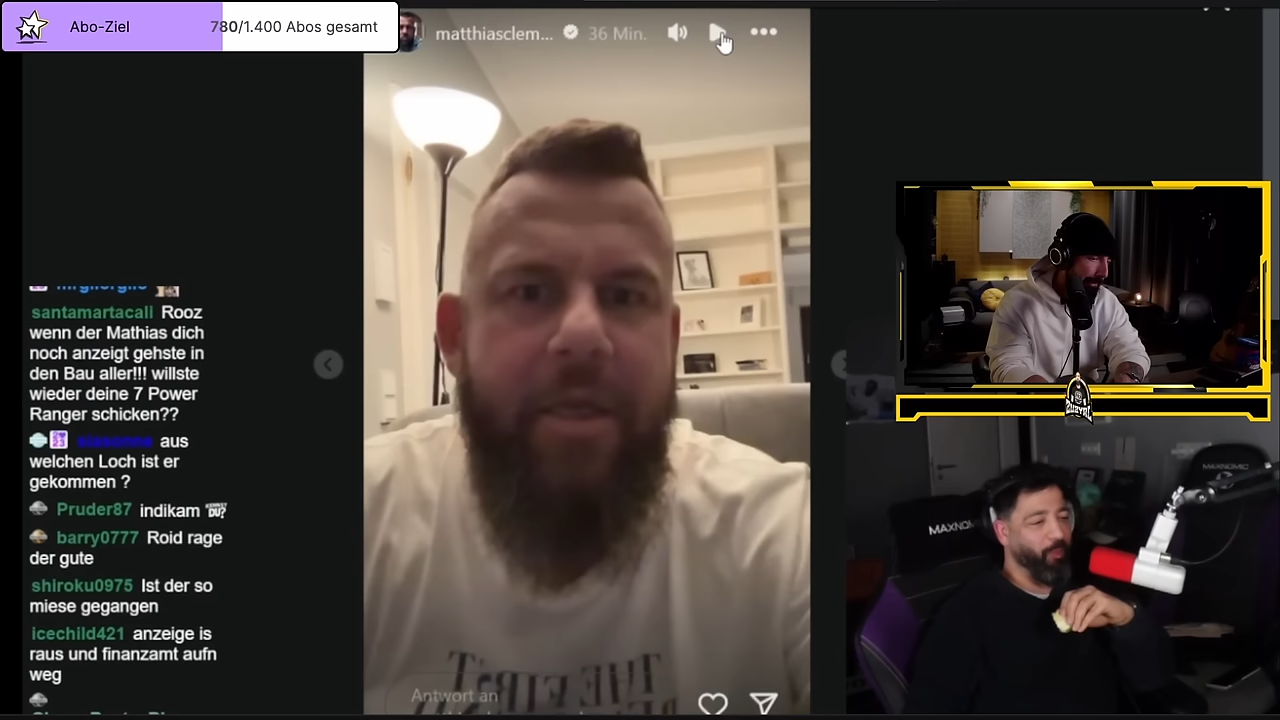 Abo-Ziel
780/1.400 Abos gesamt
matthiasclem... 36 Min.
santamartacali Rooz
wenn der Mathias dich
noch anzeigt gehste in
den Bau aller!!! willste
wieder deine 7 Power
Ranger schicken??
aus
welchen Loch ist er
gekommen ?
Pruder87 indikam
barry0777 Roid rage
der gute
shiroku0975 Ist der so
miese gegangen
icechild421 anzeige is
raus und finanzamt aufn
weg
Antwort an
THE FIRST
MAXNOMIC
MAXNO